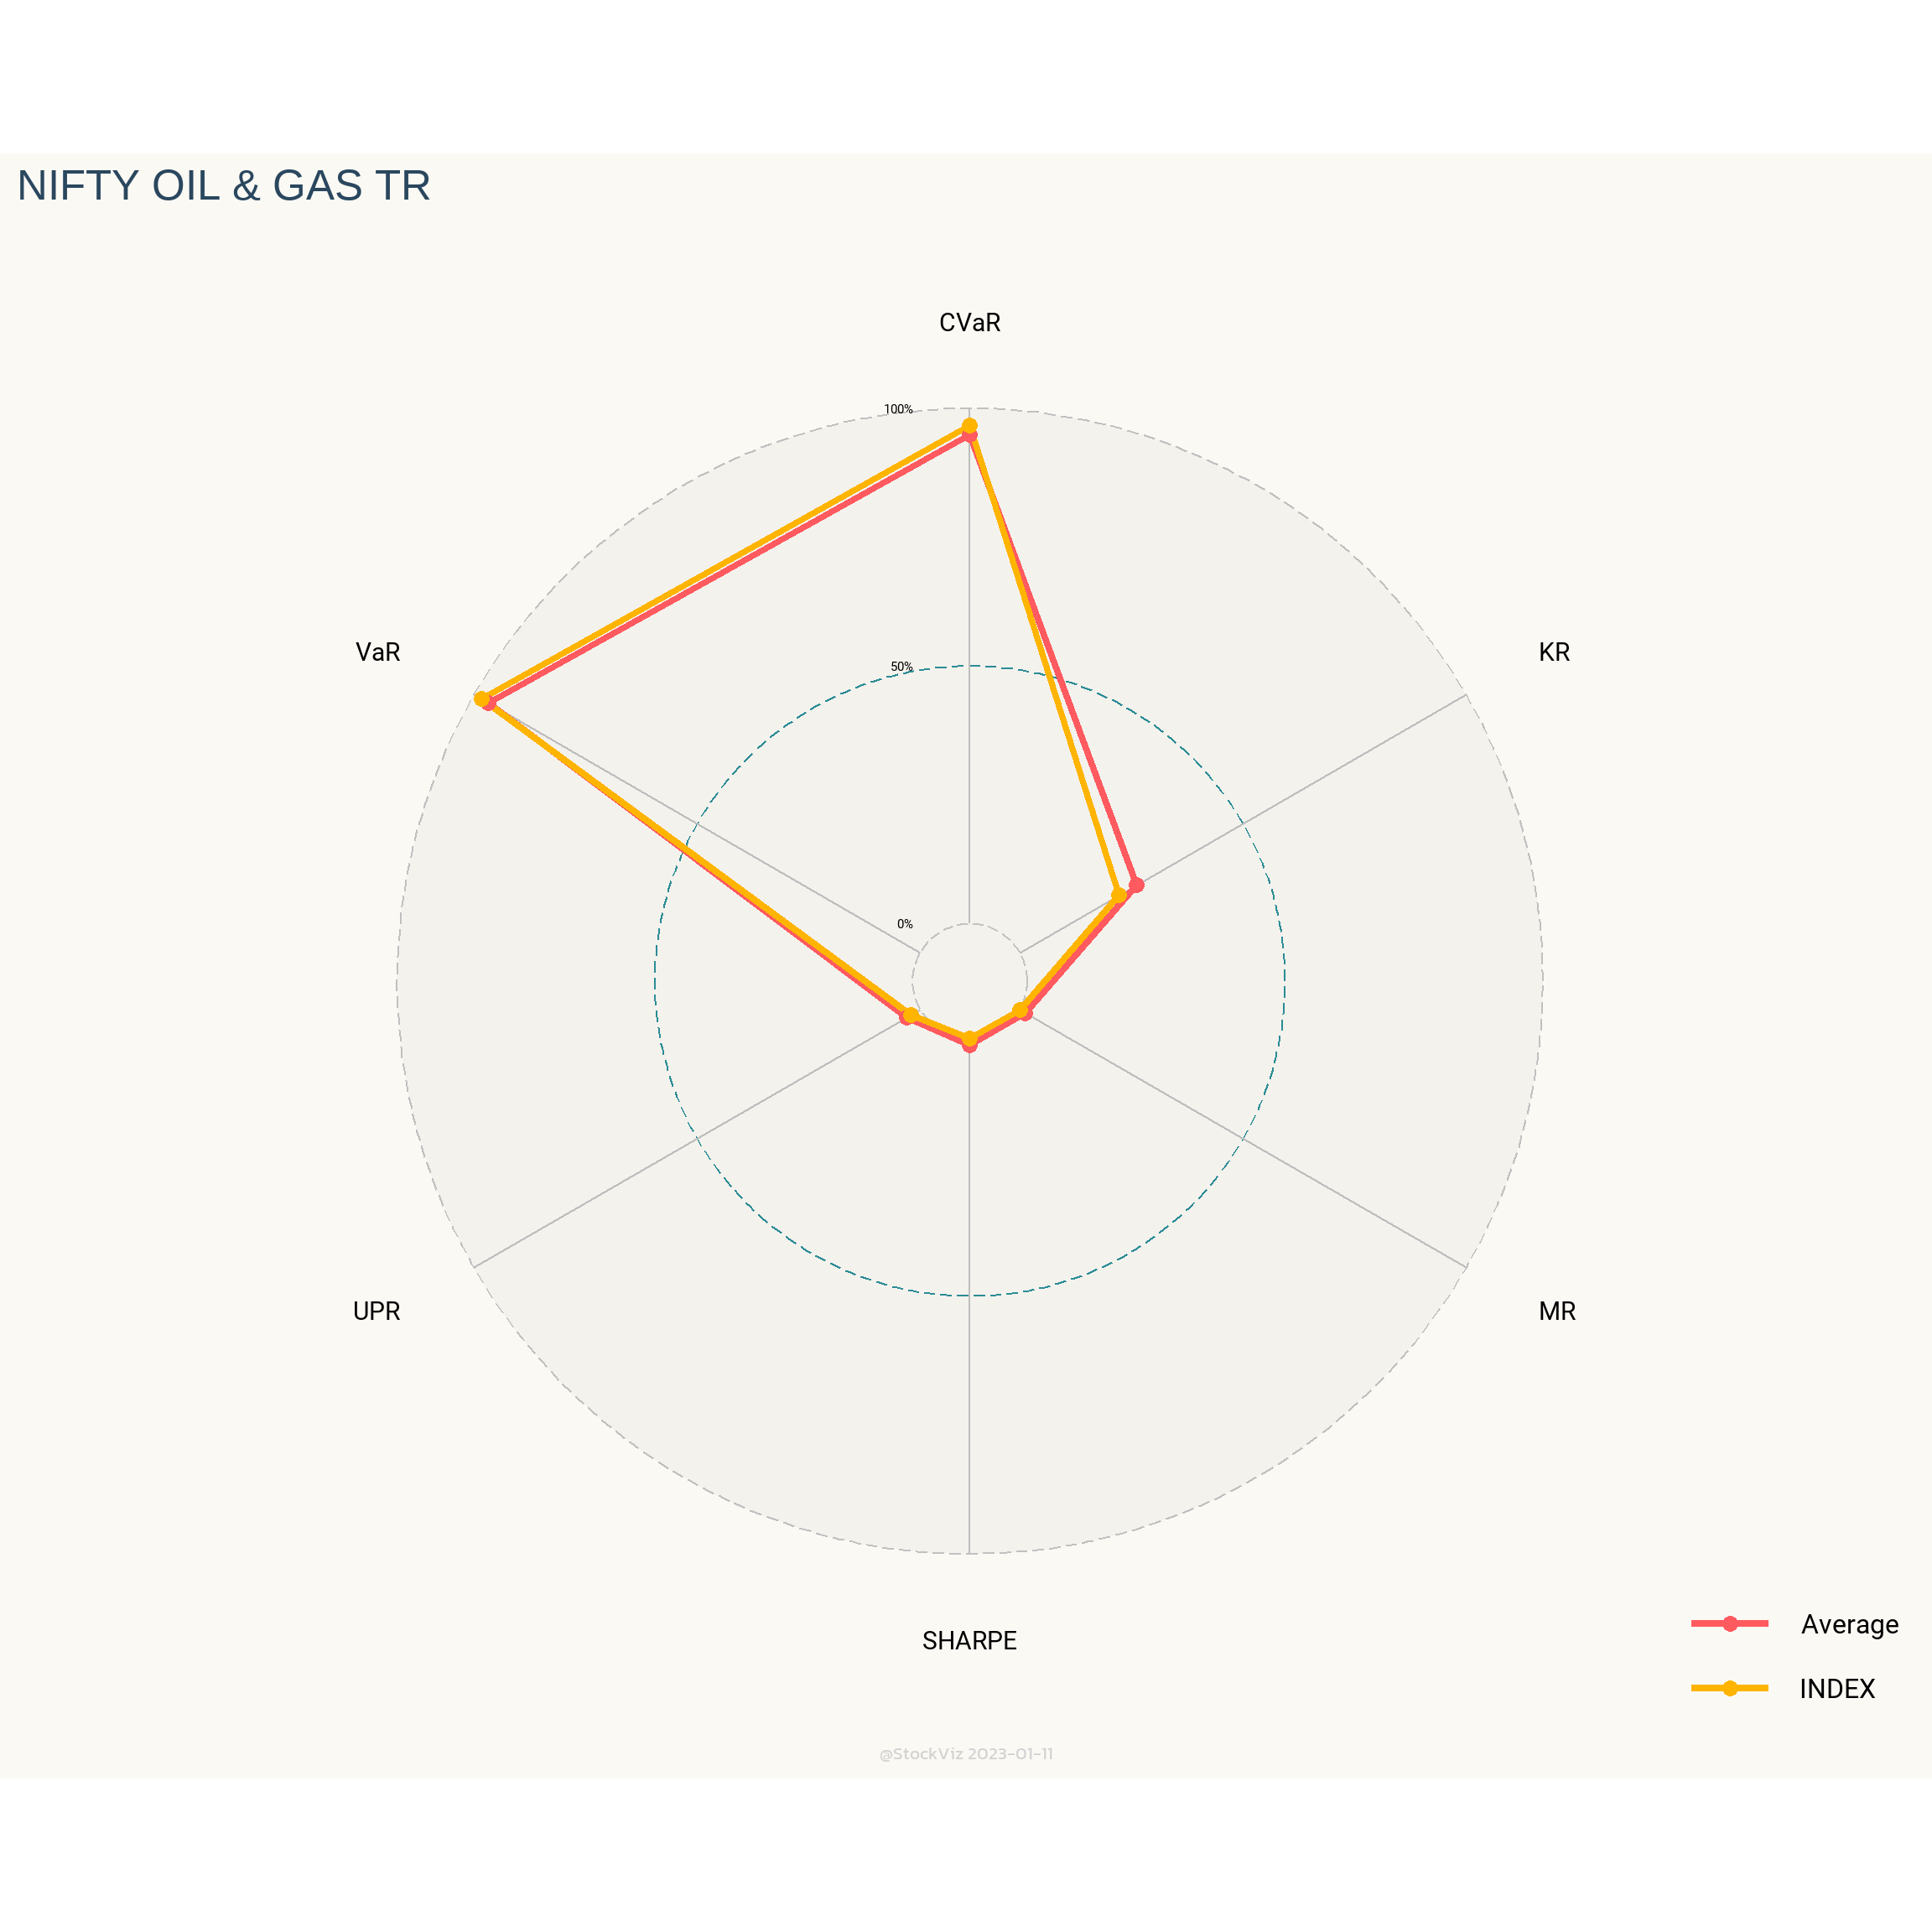 NIFTY OIL & GAS TR
CVaR
100%
VaR
KR
50%
0%
UPR
MR
SHARPE
Average
INDEX
@StockViz 2023-01-11